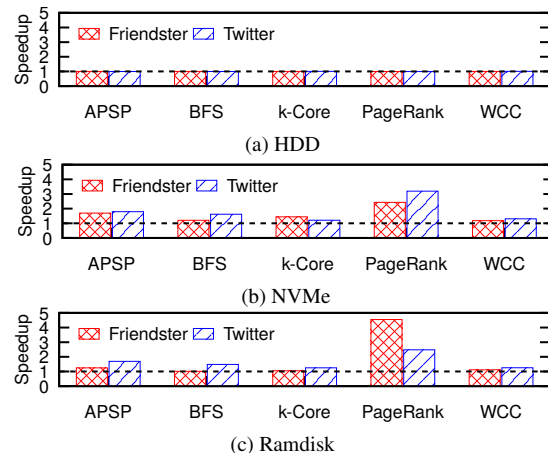 Speedup
5
4
3
2
1
0
Friendster
Twitter
APSP BFS k-Core PageRank WCC
(a) HDD
Speedup
5
4
3
2
1
0
Friendster
Twitter
APSP BFS k-Core PageRank WCC
(b) NVMe
Speedup
5
4
3
2
1
0
Friendster
Twitter
APSP BFS k-Core PageRank WCC
(c) Ramdisk